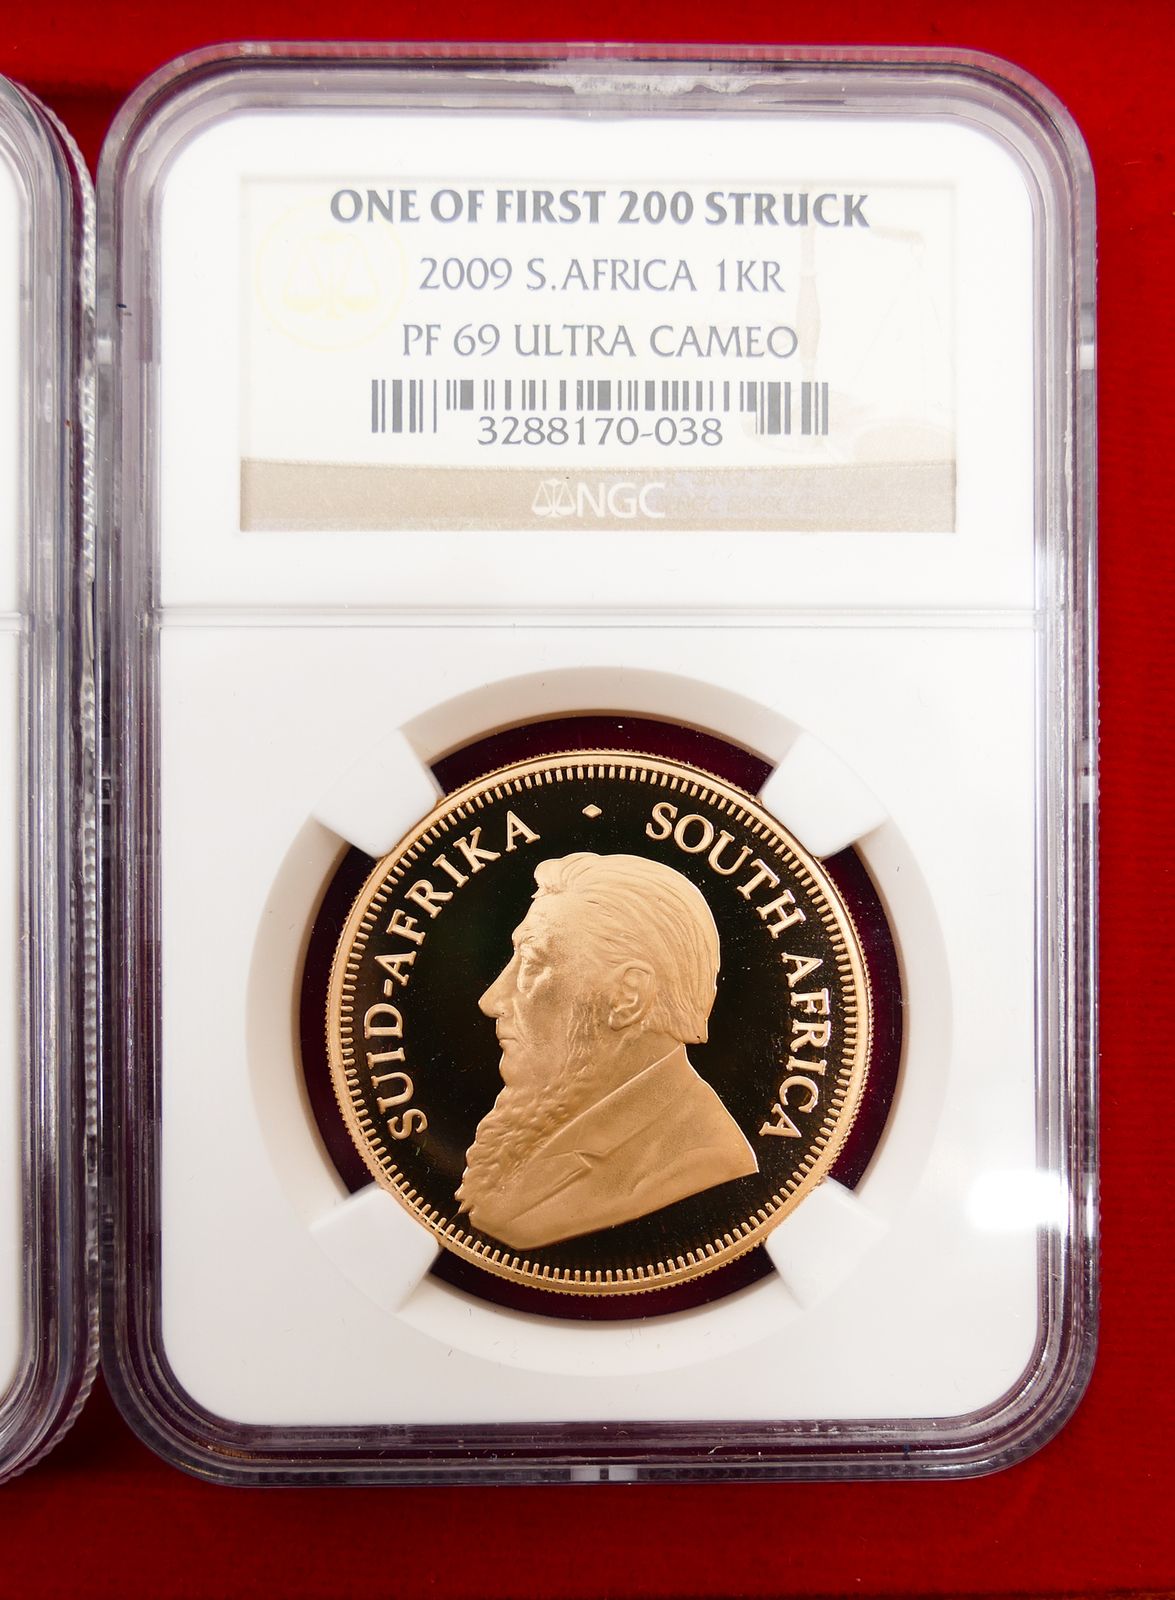 ONE OF FIRST 200 STRUCK
2009 S.AFRICA 1KR
PF 69 ULTRA CAMEO
3288170-038
NGC
SUID-AFRIKA · SOUTH AFRICA